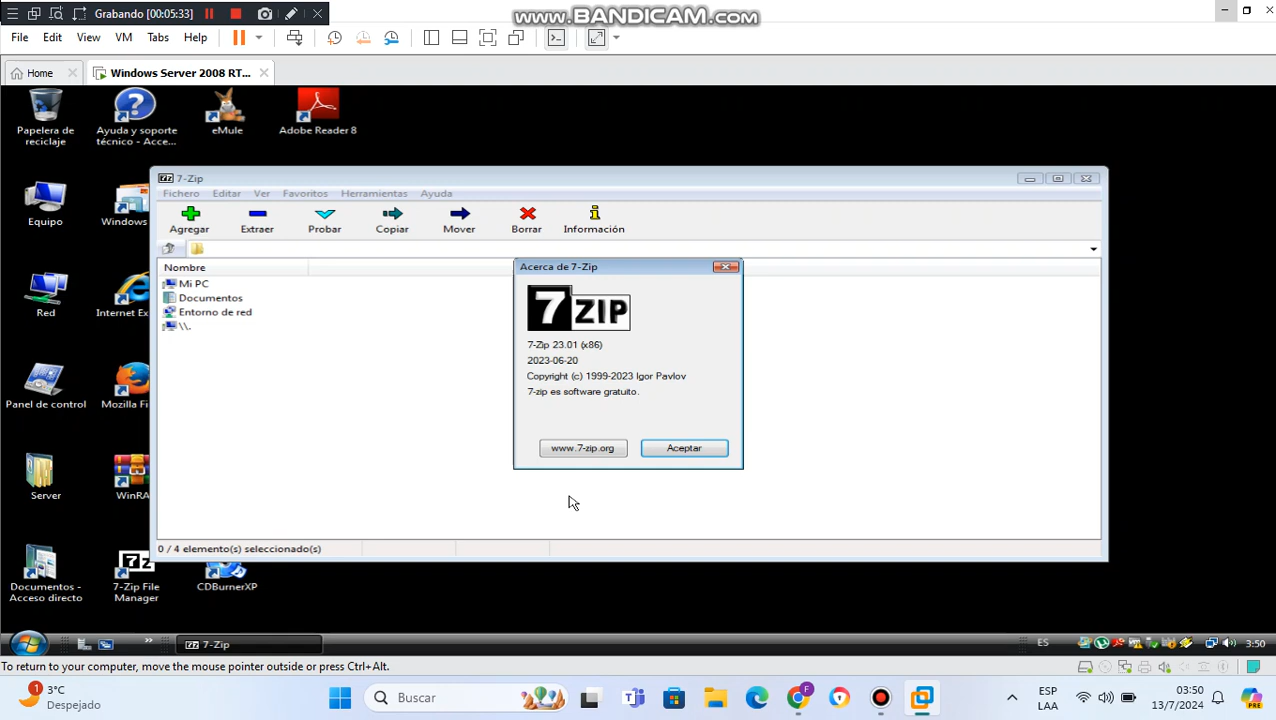 Grabando [00:05:33]
www.BANDICAM.com
File Edit View VM Tabs Help
Home
Windows Server 2008 RT...
Papelera de reciclaje
Ayuda y soporte técnico - Acce...
eMule
Adobe Reader 8
7-Zip
Fichero Editar Ver Favoritos Herramientas Ayuda
Equipo
Windows
Agregar Extraer Probar Copiar Mover Borrar Información
Nombre
Mi PC
Documentos
Entorno de red
\\.
Acerca de 7-Zip
7 ZIP
7-Zip 23.01 (x86)
2023-06-20
Copyright (c) 1999-2023 Igor Pavlov
7-zip es software gratuito.
www.7-zip.org
Aceptar
Red
Internet Ex
Panel de control
Mozilla Fi
Server
WinRA
0 / 4 elemento(s) seleccionado(s)
Documentos - Acceso directo
7z
7-Zip File Manager
CDBurnerXP
7-Zip
ES
3:50
To return to your computer, move the mouse pointer outside or press Ctrl+Alt.
1
3°C
Despejado
Buscar
ESP
LAA
03:50
13/7/2024
PRE